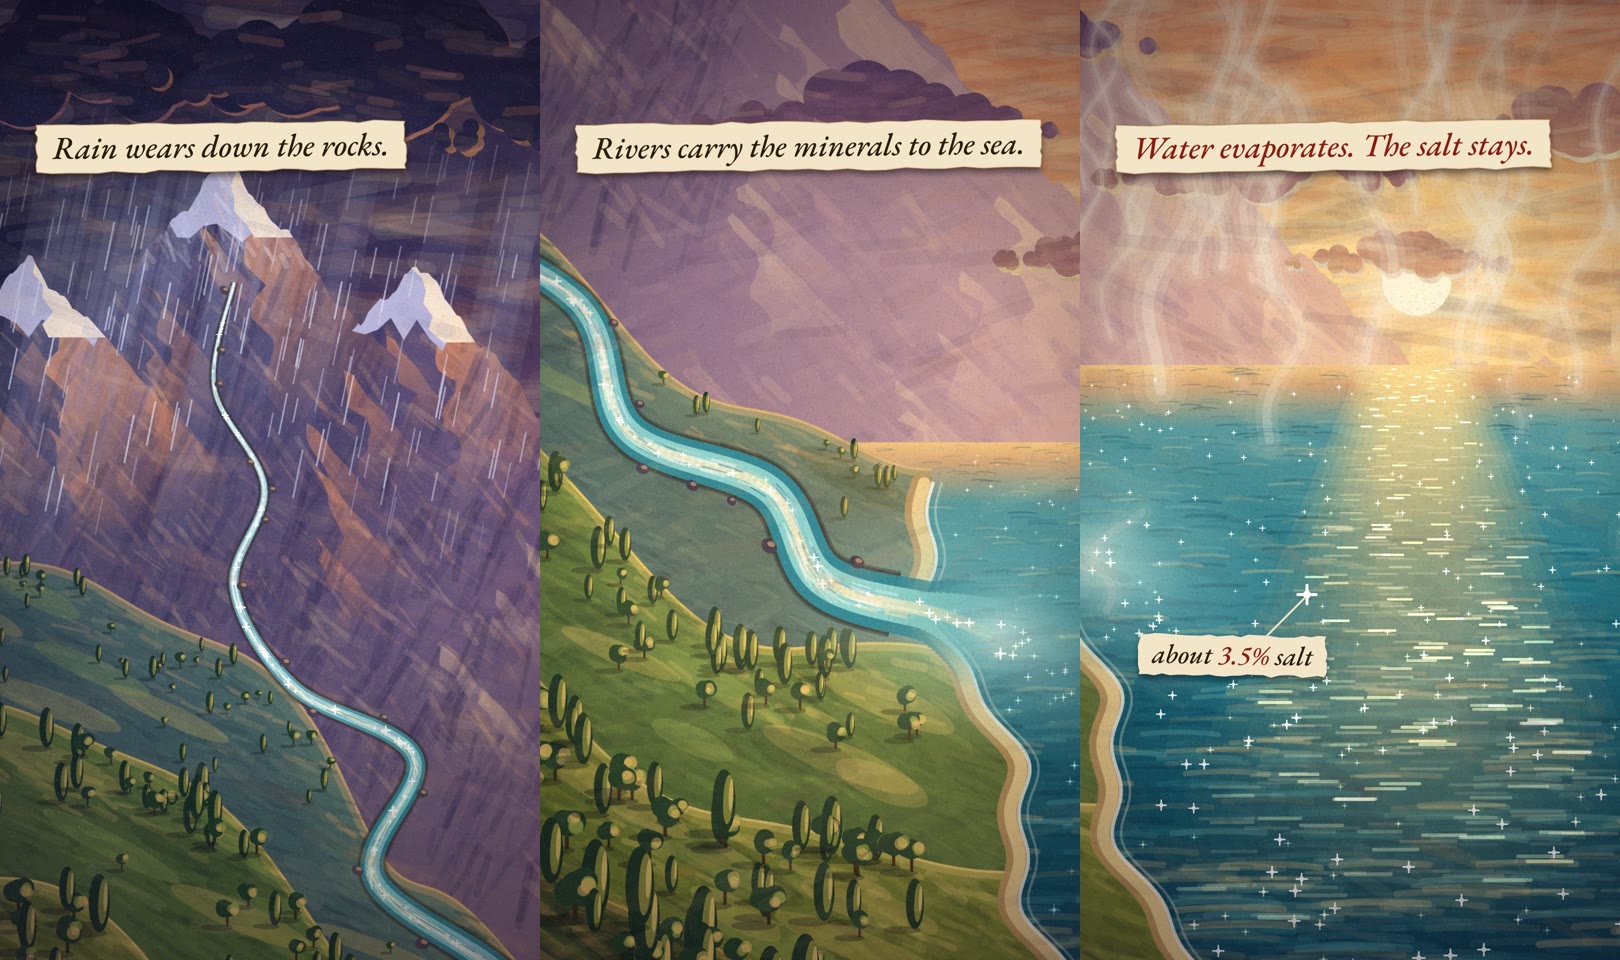 Rain wears down the rocks.
Rivers carry the minerals to the sea.
Water evaporates. The salt stays.
about 3.5% salt